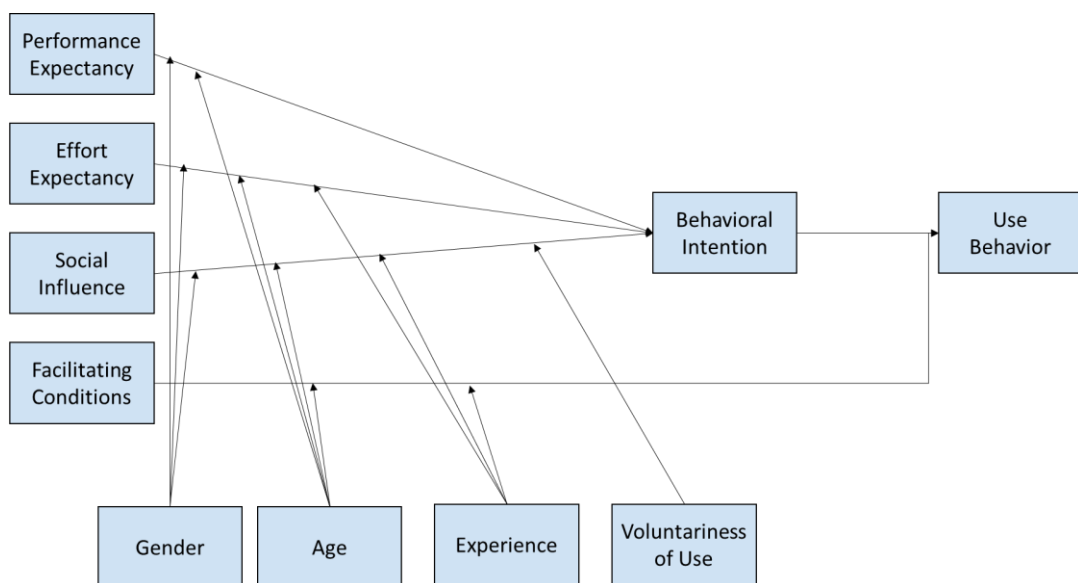 Performance
Expectancy
Effort
Expectancy
Social
Influence
Facilitating
Conditions
Behavioral
Intention
Use
Behavior
Gender
Age
Experience
Voluntariness
of Use